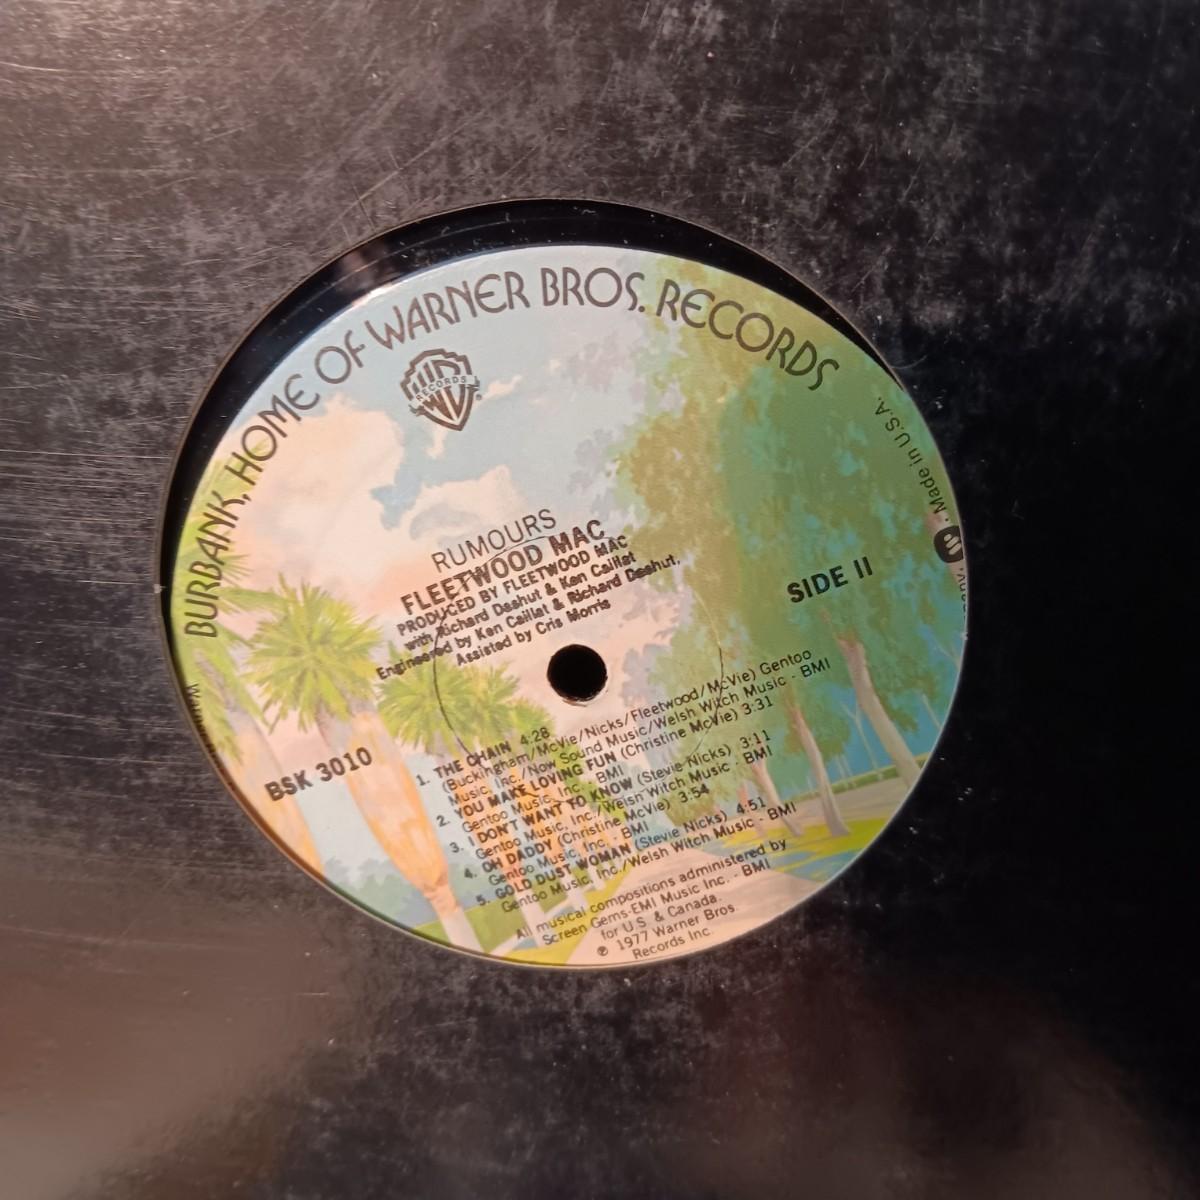 BURBANK, HOME OF WARNER BROS. RECORDS
RECORDS
Made in U.S.A.
RUMOURS
FLEETWOOD MAC
PRODUCED BY FLEETWOOD MAC
with Richard Dashut & Ken Caillat
Engineered by Ken Caillat & Richard Dashut,
Assisted by Cris Morris
SIDE II
BSK 3010
1. THE CHAIN 4:28
(Buckingham/McVie/Nicks/Fleetwood/McVie) Gentoo
Music, Inc./Now Sound Music/Welsh Witch Music - BMI
2. YOU MAKE LOVING FUN (Christine McVie) 3:31
Gentoo Music, Inc. - BMI
3. I DON'T WANT TO KNOW (Stevie Nicks) 3:11
Gentoo Music, Inc./Welsh Witch Music - BMI
4. OH DADDY (Christine McVie) 3:54
Gentoo Music, Inc. - BMI
5. GOLD DUST WOMAN (Stevie Nicks) 4:51
Gentoo Music, Inc./Welsh Witch Music - BMI
All musical compositions administered by
Screen Gems-EMI Music Inc. - BMI
for U.S. & Canada.
℗ 1977 Warner Bros.
Records Inc.